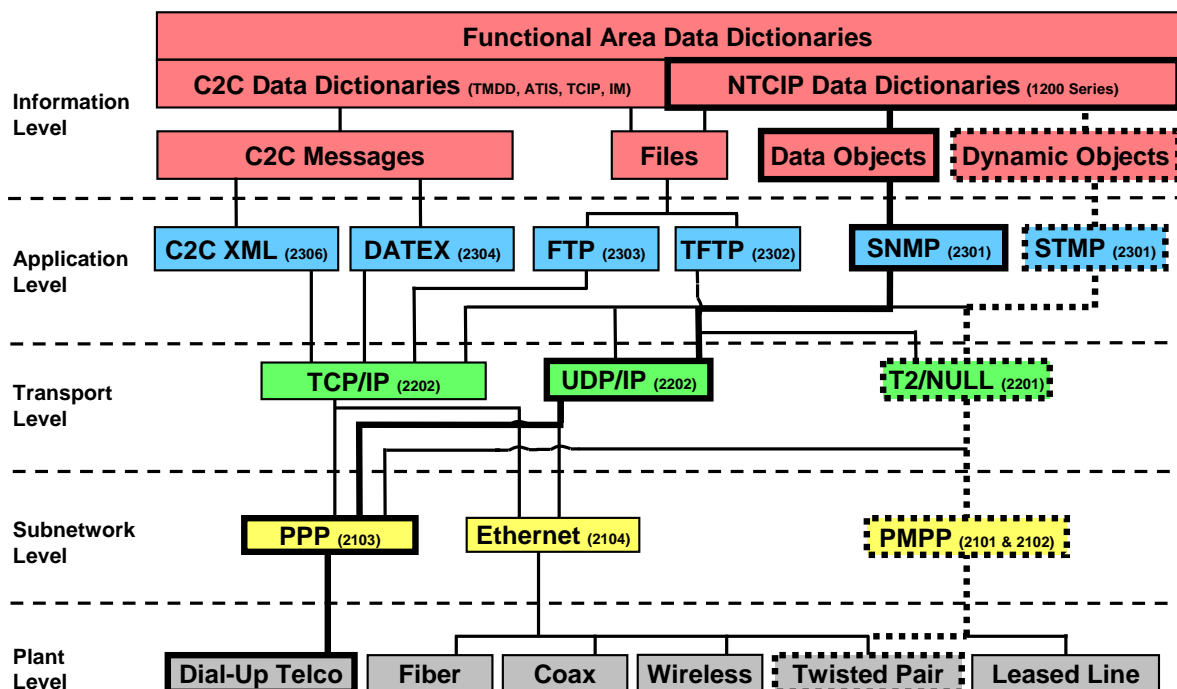 Functional Area Data Dictionaries
C2C Data Dictionaries (TMDD, ATIS, TCIP, IM)
NTCIP Data Dictionaries (1200 Series)
Information
Level
C2C Messages
Files
Data Objects
Dynamic Objects
Application
Level
C2C XML (2306)
DATEX (2304)
FTP (2303)
TFTP (2302)
SNMP (2301)
STMP (2301)
Transport
Level
TCP/IP (2202)
UDP/IP (2202)
T2/NULL (2201)
Subnetwork
Level
PPP (2103)
Ethernet (2104)
PMPP (2101 & 2102)
Plant
Level
Dial-Up Telco
Fiber
Coax
Wireless
Twisted Pair
Leased Line